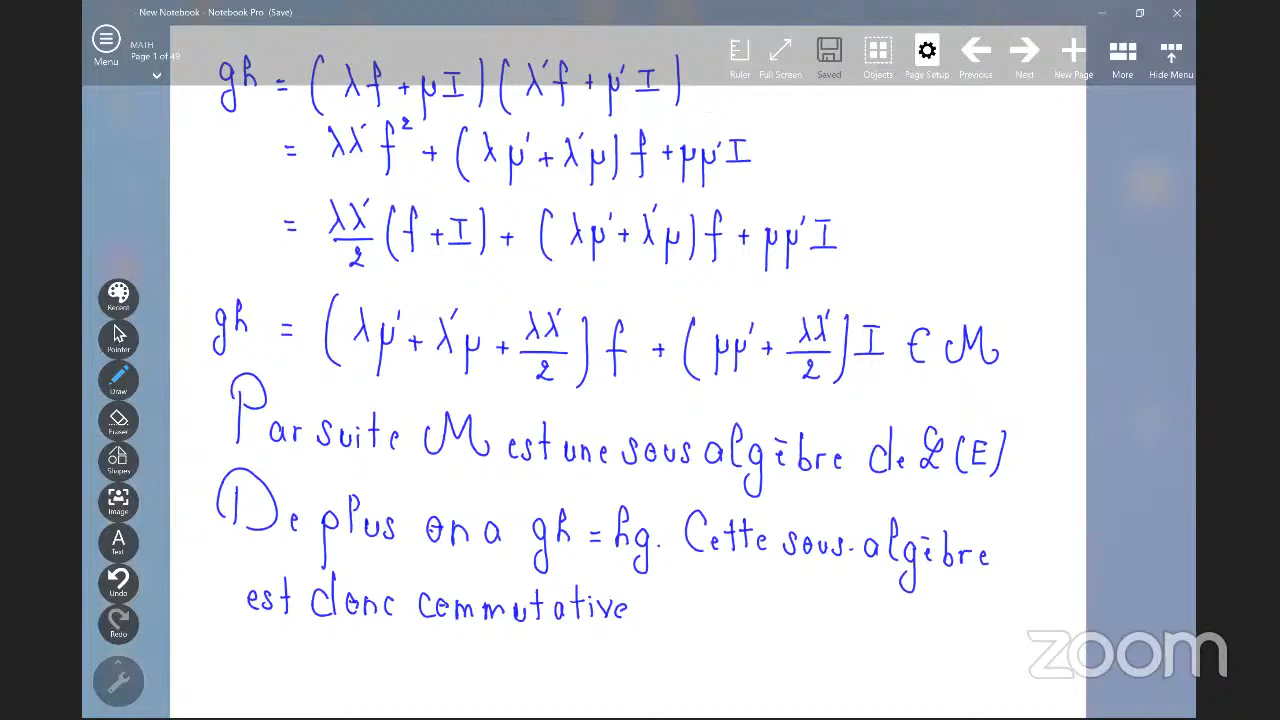 New Notebook - Notebook Pro (Save)
Menu
MATH
Page 1 of 49
Ruler
Full Screen
Saved
Objects
Page Setup
Previous
Next
New Page
More
Hide Menu
gh = (λf + μI)(λ'f + μ'I)
= λλ'f² + (λμ' + λ'μ)f + μμ'I
= λλ'/2 (f + I) + (λμ' + λ'μ)f + μμ'I
gh = (λμ' + λ'μ + λλ'/2)f + (μμ' + λλ'/2)I ∈ M
Par suite M est une sous algèbre de ℒ(E)
De plus on a gh = hg. Cette sous-algèbre
est donc commutative
Recent
Pointer
Draw
Eraser
Shapes
Image
A
Text
Undo
Redo
zoom